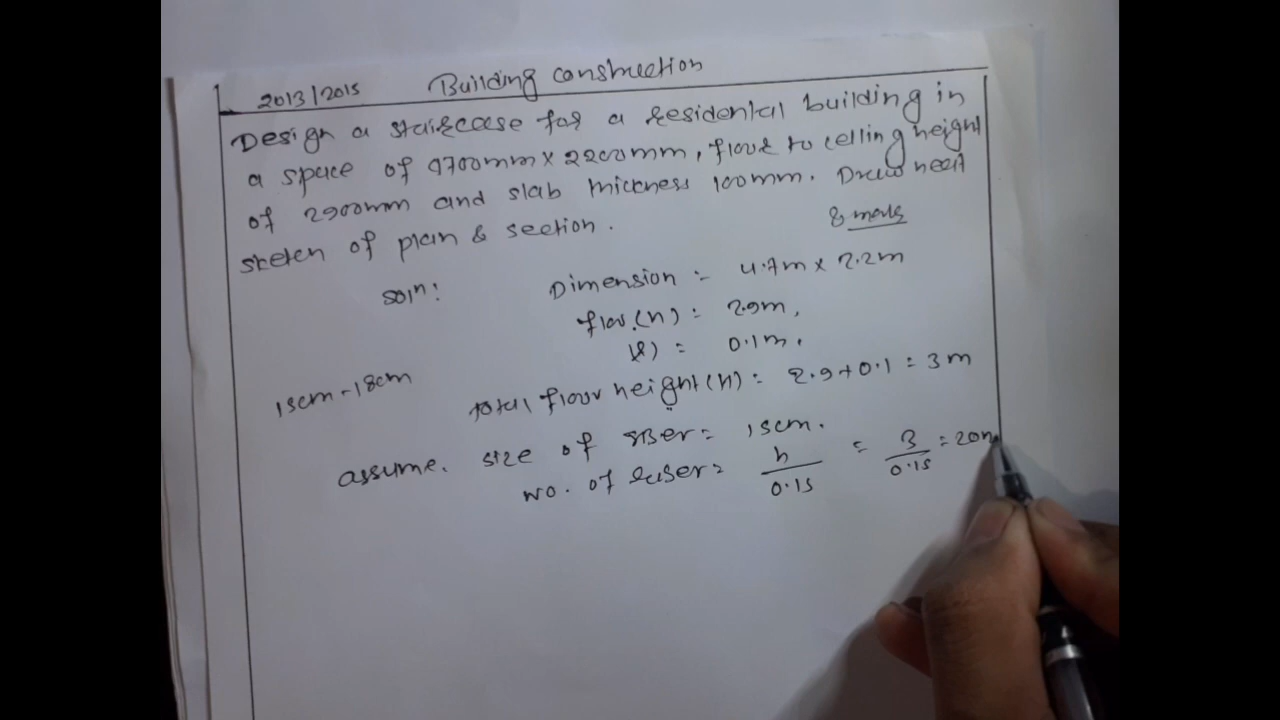 2013/2015 Building construction
Design a staircase for a residental building in
a space of 4700mm x 2200mm, floor to celling height
of 2900mm and slab thickness 100mm. Draw neat
sketch of plan & section.
8 marks
Solⁿ: Dimension :- 4.7m x 2.2m
floor.(h) = 2.9m,
(t) = 0.1m.
15cm - 18cm
total floor height(h) = 2.9+0.1 = 3m
assume. size of riser = 15cm.
No. of riser = h/0.15 = 3/0.15 = 20n